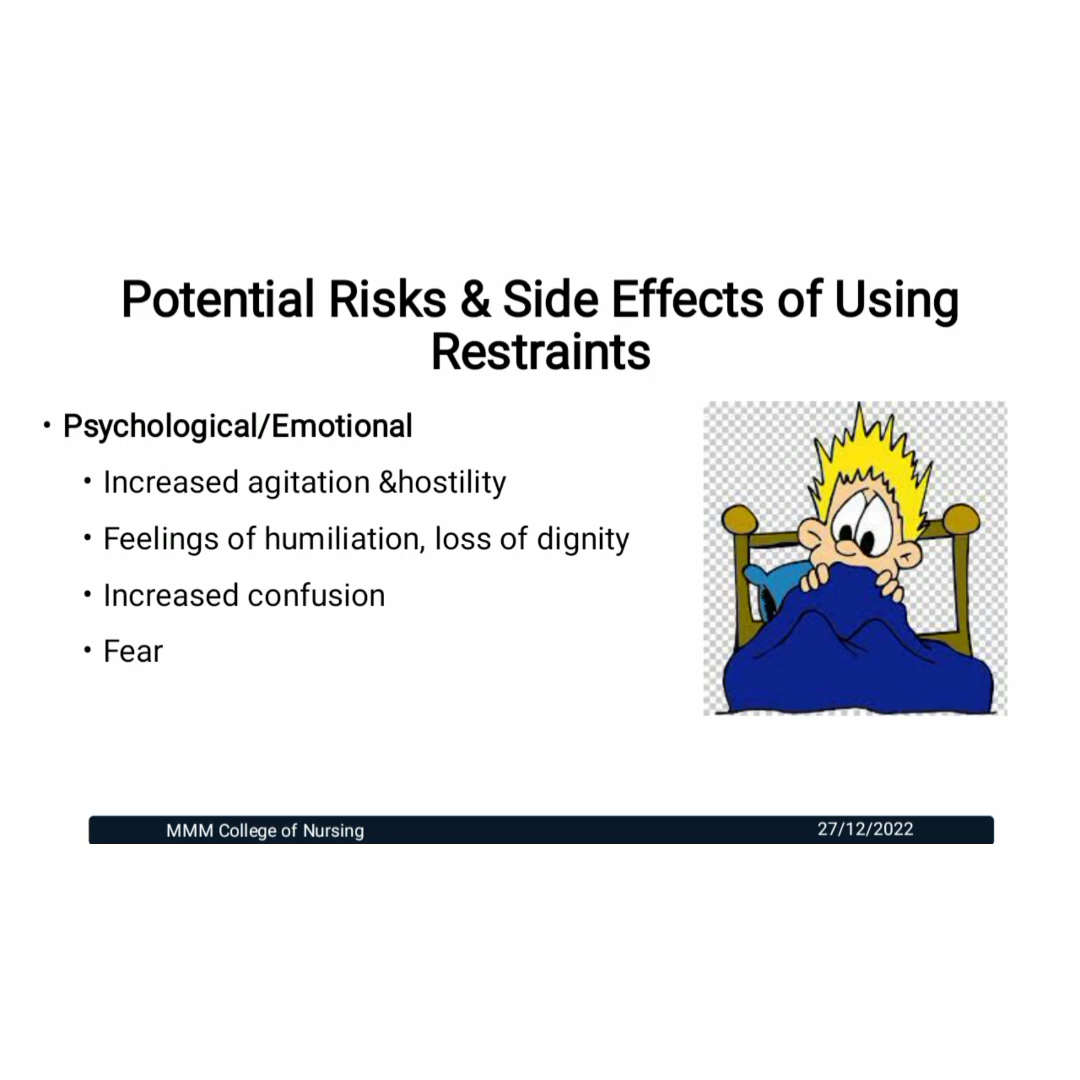 Potential Risks & Side Effects of Using
Restraints
• Psychological/Emotional
• Increased agitation &hostility
• Feelings of humiliation, loss of dignity
• Increased confusion
• Fear
MMM College of Nursing
27/12/2022